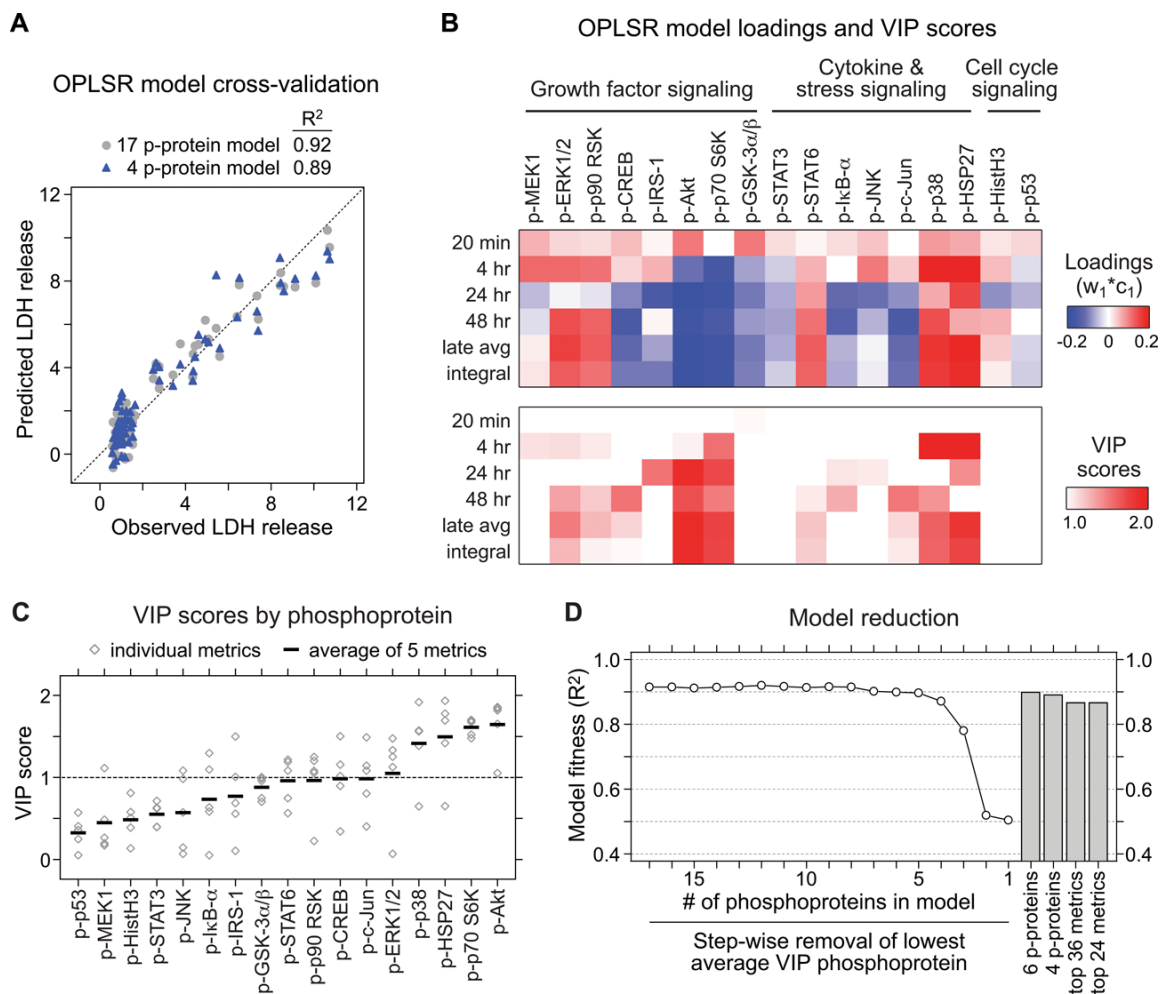 A
OPLSR model cross-validation
R²
17 p-protein model 0.92
4 p-protein model 0.89
Predicted LDH release
12
8
4
0
0 4 8 12
Observed LDH release
B
OPLSR model loadings and VIP scores
Growth factor signaling
Cytokine &
stress signaling
Cell cycle
signaling
p-MEK1
p-ERK1/2
p-p90 RSK
p-CREB
p-IRS-1
p-Akt
p-p70 S6K
p-GSK-3α/β
p-STAT3
p-STAT6
p-IκB-α
p-JNK
p-c-Jun
p-p38
p-HSP27
p-HistH3
p-p53
20 min
4 hr
24 hr
48 hr
late avg
integral
Loadings
(w₁*c₁)
-0.2 0 0.2
20 min
4 hr
24 hr
48 hr
late avg
integral
VIP
scores
1.0 2.0
C
VIP scores by phosphoprotein
individual metrics average of 5 metrics
VIP score
2
1
0
p-p53
p-MEK1
p-HistH3
p-STAT3
p-JNK
p-IκB-α
p-IRS-1
p-GSK-3α/β
p-STAT6
p-p90 RSK
p-CREB
p-c-Jun
p-ERK1/2
p-p38
p-HSP27
p-p70 S6K
p-Akt
D
Model reduction
Model fitness (R²)
1.0
0.8
0.6
0.4
1.0
0.8
0.6
0.4
15 5 1
# of phosphoproteins in model
Step-wise removal of lowest
average VIP phosphoprotein
6 p-proteins
4 p-proteins
top 36 metrics
top 24 metrics